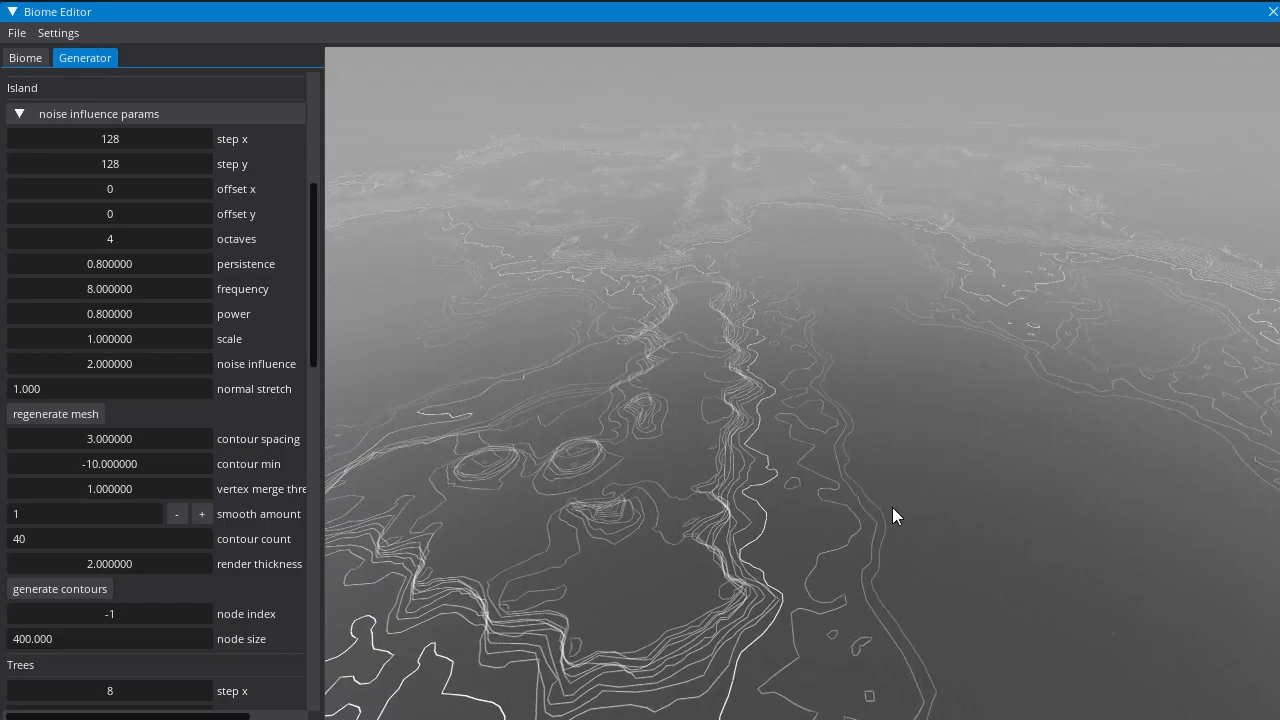 Biome Editor
File Settings
Biome Generator
Island
noise influence params
128 step x
128 step y
0 offset x
0 offset y
4 octaves
0.800000 persistence
8.000000 frequency
0.800000 power
1.000000 scale
2.000000 noise influence
1.000 normal stretch
regenerate mesh
3.000000 contour spacing
-10.000000 contour min
1.000000 vertex merge thre
1 - + smooth amount
40 contour count
2.000000 render thickness
generate contours
-1 node index
400.000 node size
Trees
8 step x